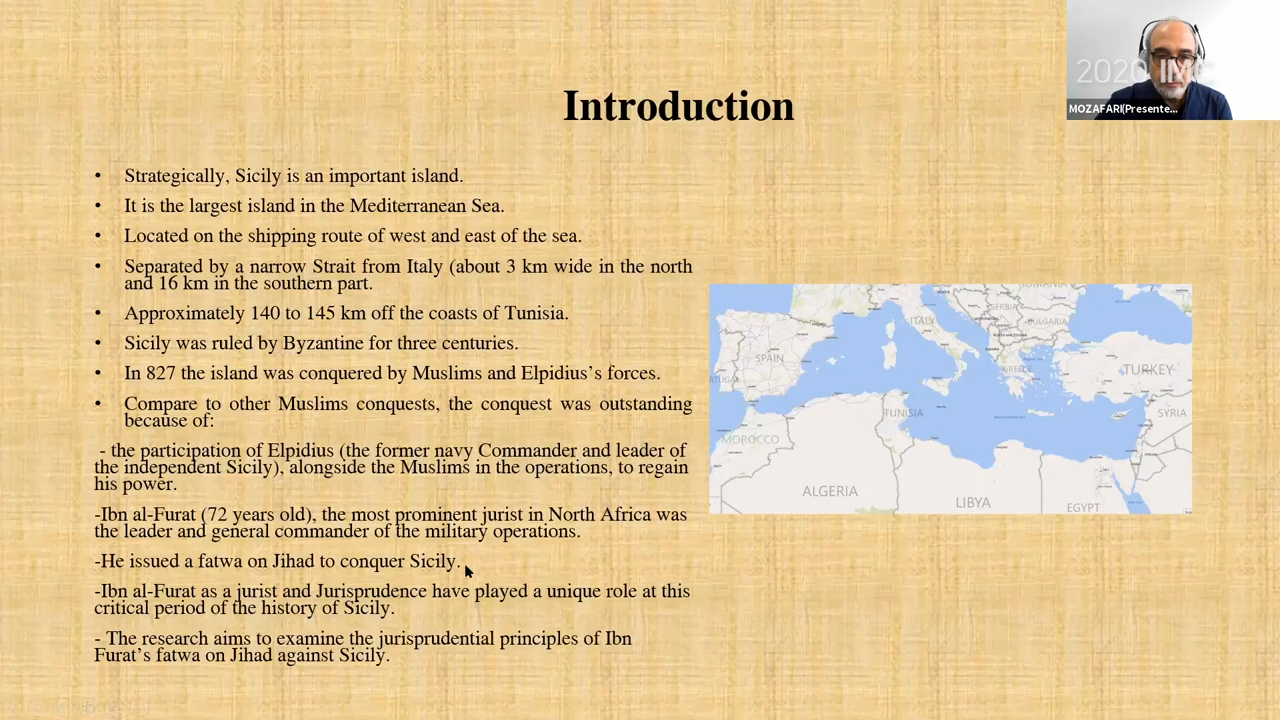 2020 IM
MOZAFARI(Presente...
Introduction
• Strategically, Sicily is an important island.
• It is the largest island in the Mediterranean Sea.
• Located on the shipping route of west and east of the sea.
• Separated by a narrow Strait from Italy (about 3 km wide in the north
and 16 km in the southern part.
• Approximately 140 to 145 km off the coasts of Tunisia.
• Sicily was ruled by Byzantine for three centuries.
• In 827 the island was conquered by Muslims and Elpidius’s forces.
• Compare to other Muslims conquests, the conquest was outstanding
because of:
- the participation of Elpidius (the former navy Commander and leader of
the independent Sicily), alongside the Muslims in the operations, to regain
his power.
-Ibn al-Furat (72 years old), the most prominent jurist in North Africa was
the leader and general commander of the military operations.
-He issued a fatwa on Jihad to conquer Sicily.
-Ibn al-Furat as a jurist and Jurisprudence have played a unique role at this
critical period of the history of Sicily.
- The research aims to examine the jurisprudential principles of Ibn
Furat’s fatwa on Jihad against Sicily.
ROMANIA
SERBIA
ITALY
BULGARIA
SPAIN
GREECE
TURKEY
TUNISIA
SYRIA
MOROCCO
ALGERIA
LIBYA
EGYPT